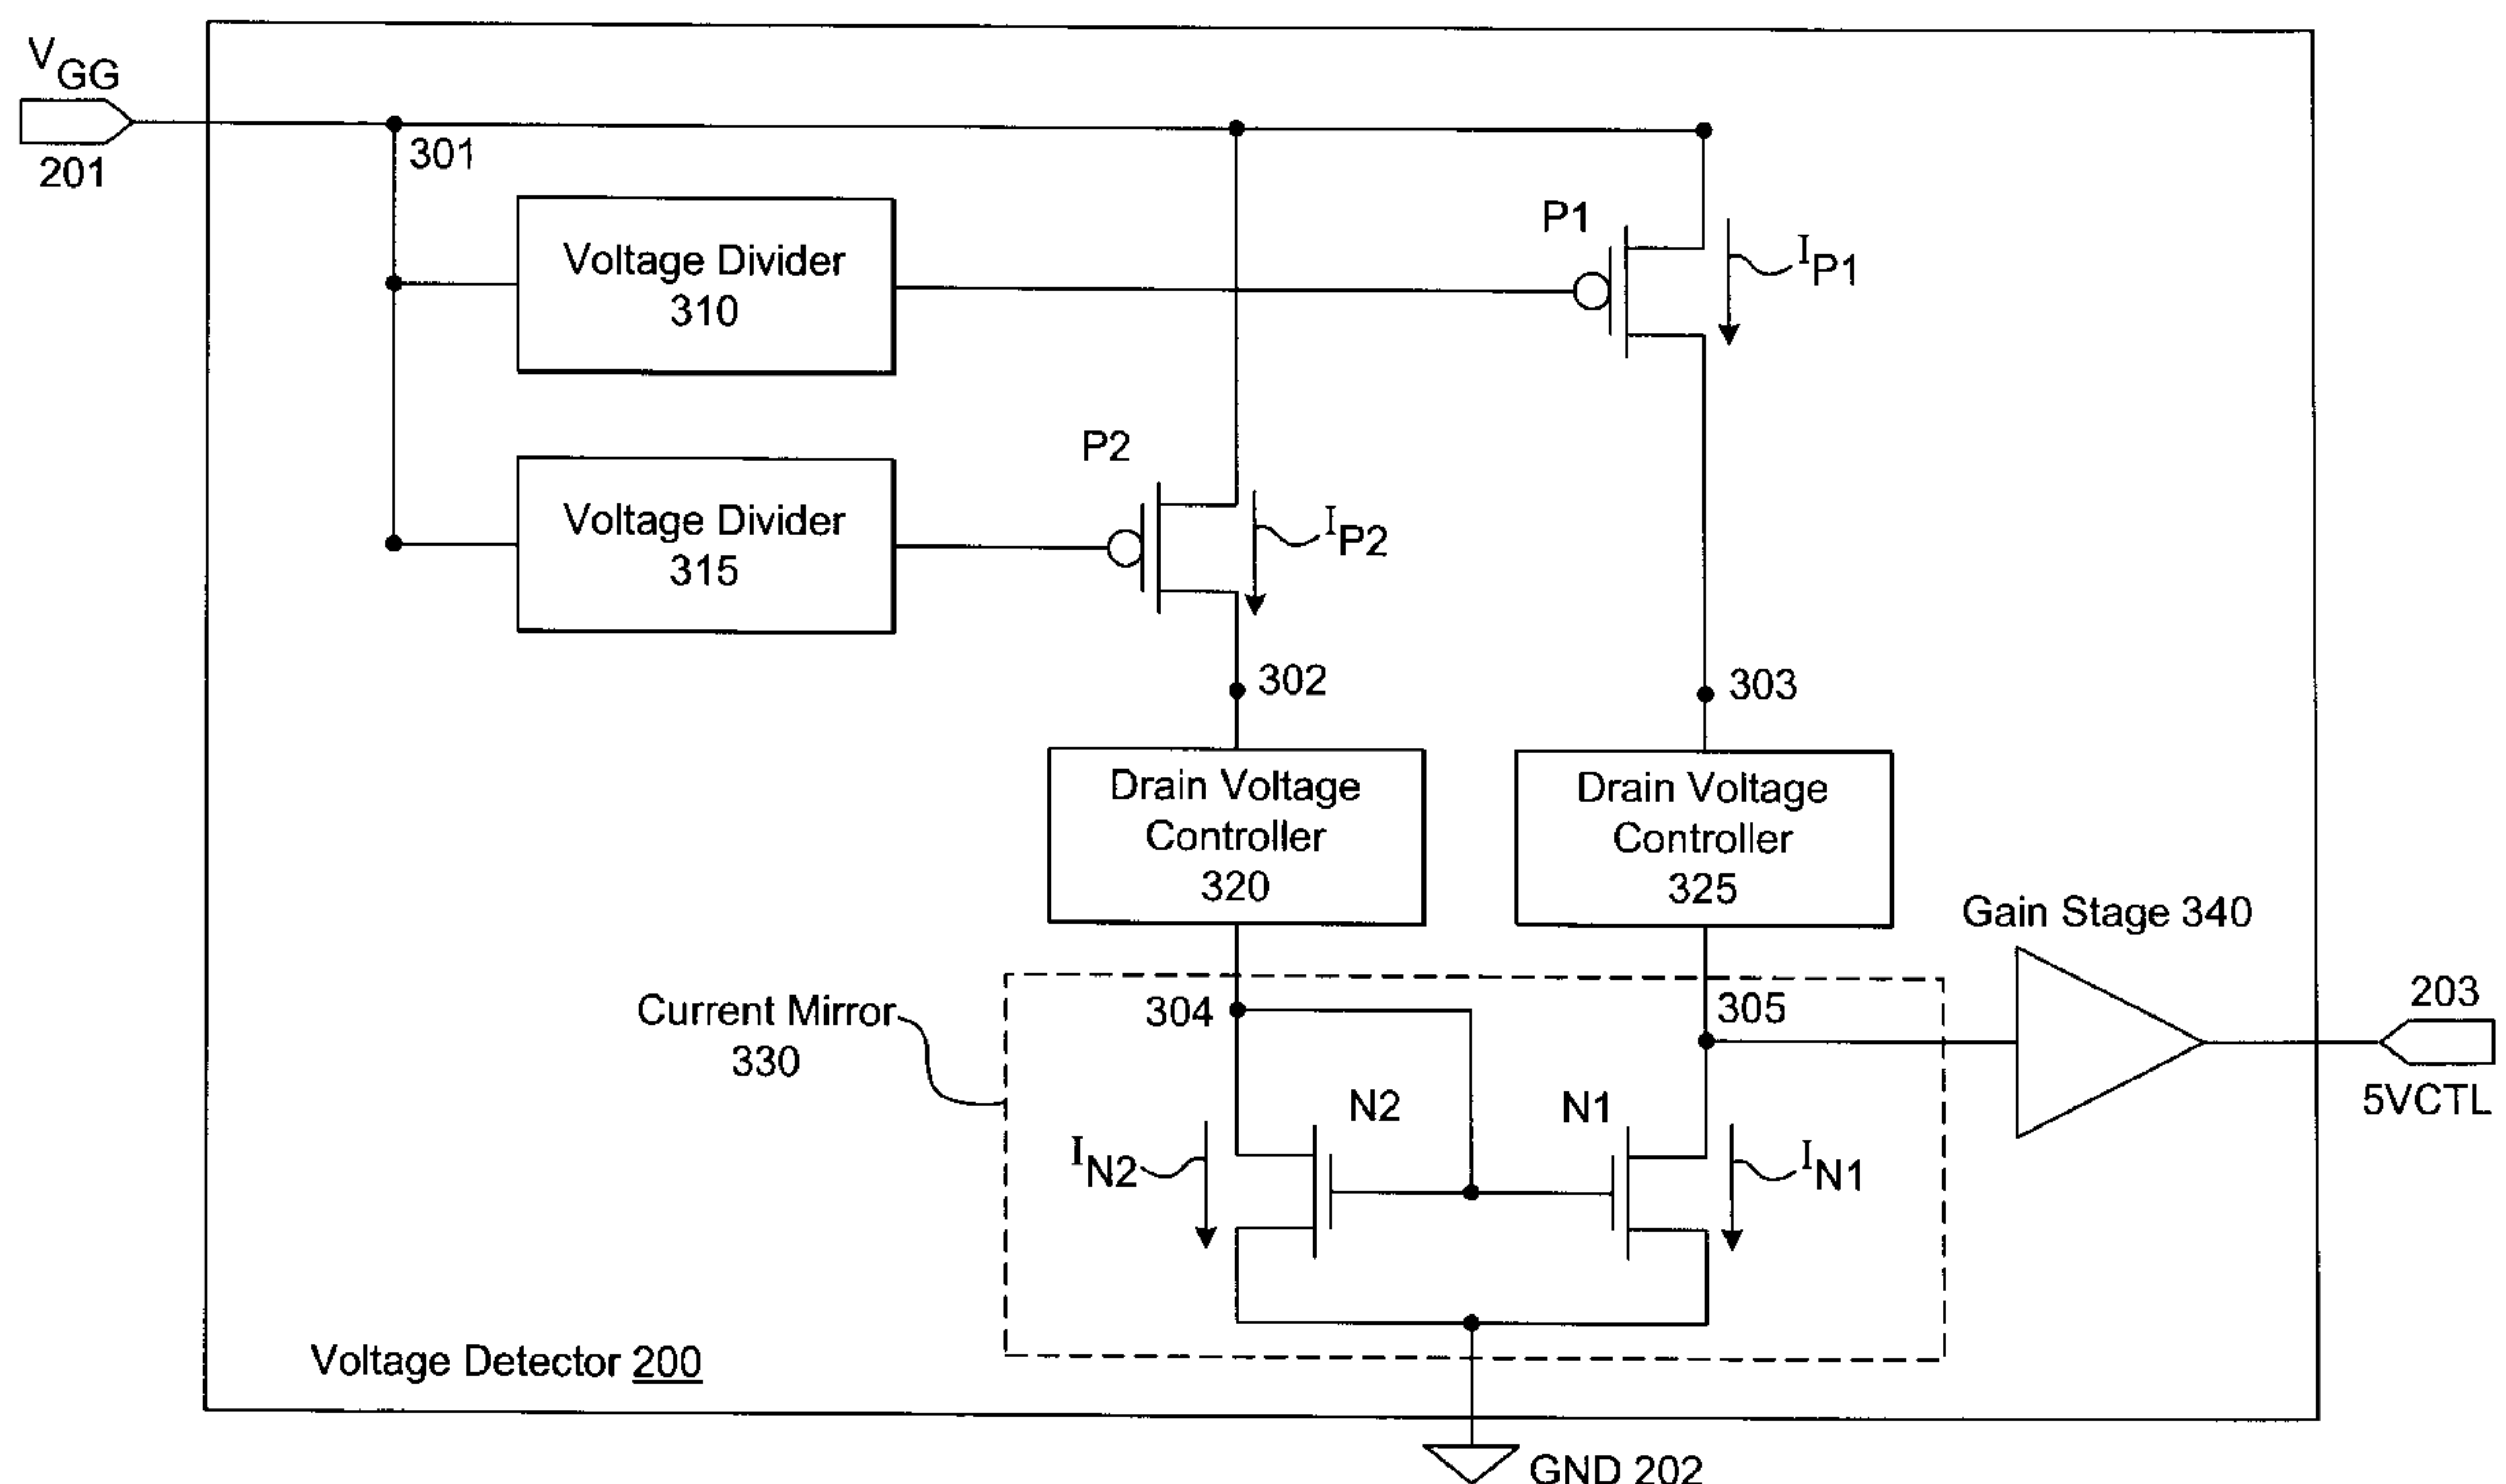 VGG
201
301
Voltage Divider
310
P1
IP1
P2
Voltage Divider
315
IP2
302
303
Drain Voltage
Controller
320
Drain Voltage
Controller
325
Gain Stage 340
Current Mirror
330
304
305
203
5VCTL
IN2
N2
N1
IN1
Voltage Detector 200
GND 202